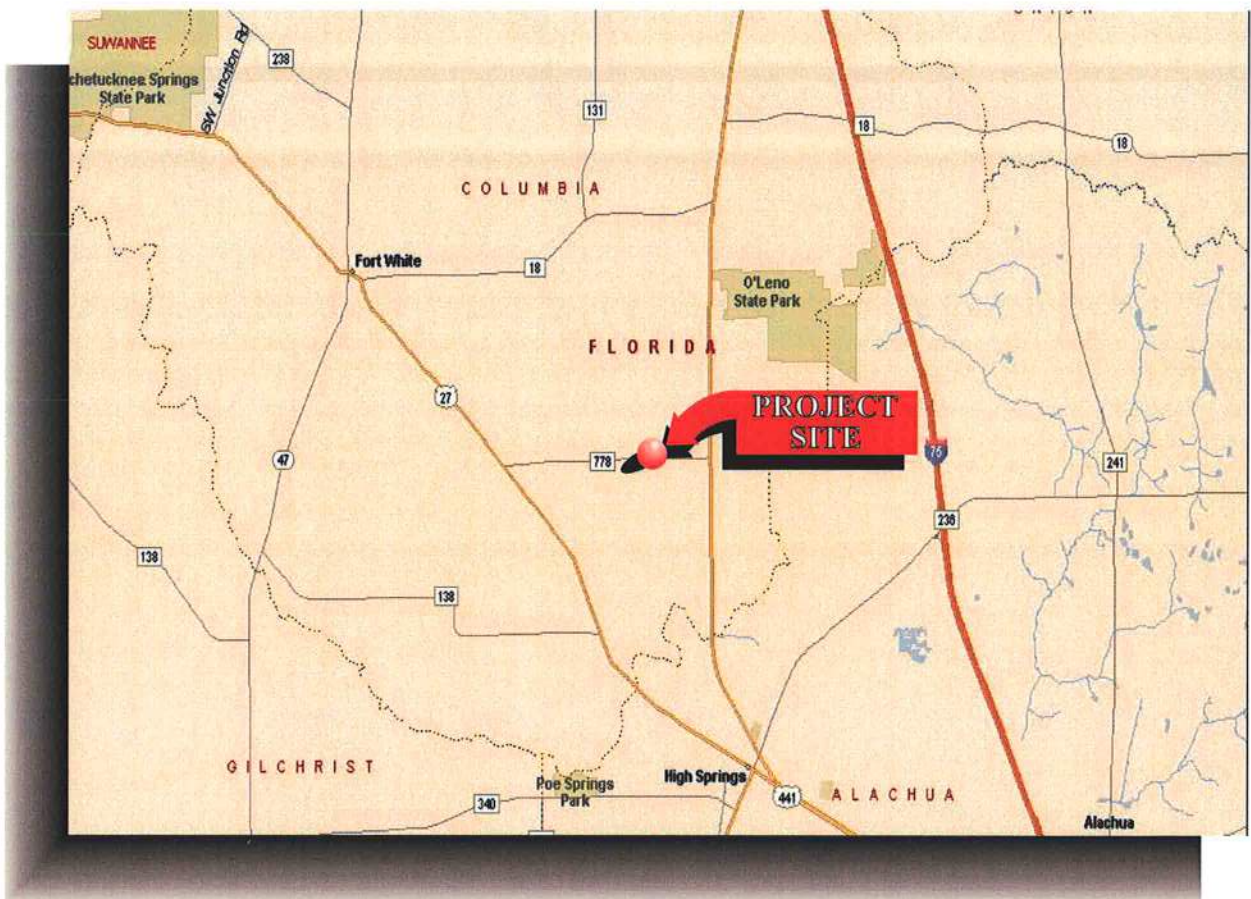 SUWANNEE
chetucknee Springs
State Park
SW Junction Rd
238
131
18
18
COLUMBIA
Fort White
18
O'Leno
State Park
FLORIDA
27
PROJECT
SITE
47
778
75
241
236
138
138
GILCHRIST
Poe Springs
Park
High Springs
340
441
ALACHUA
Alachua